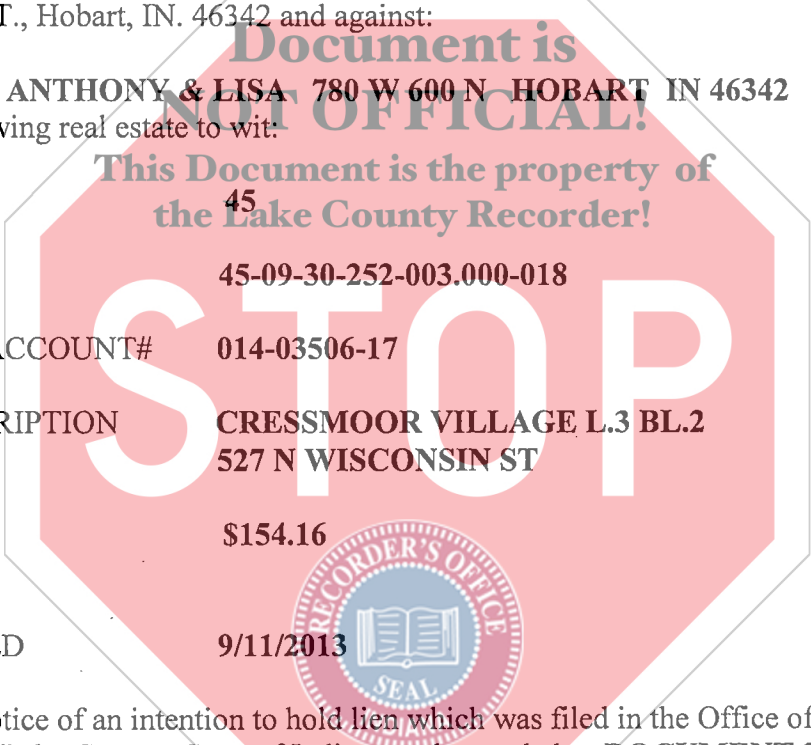 T., Hobart, IN. 46342 and against:
Document is
ANTHONY & LISA 780 W 600 N HOBART IN 46342
NOT OFFICIAL!
ving real estate to wit:
This Document is the property of
45
the Lake County Recorder!
45-09-30-252-003.000-018
STOP
ACCOUNT# 014-03506-17
RIPTION CRESSMOOR VILLAGE L.3 BL.2
527 N WISCONSIN ST
$154.16
RECORDER'S OFFICE
D 9/11/2013
SEAL
otice of an intention to hold lien which was filed in the Office of